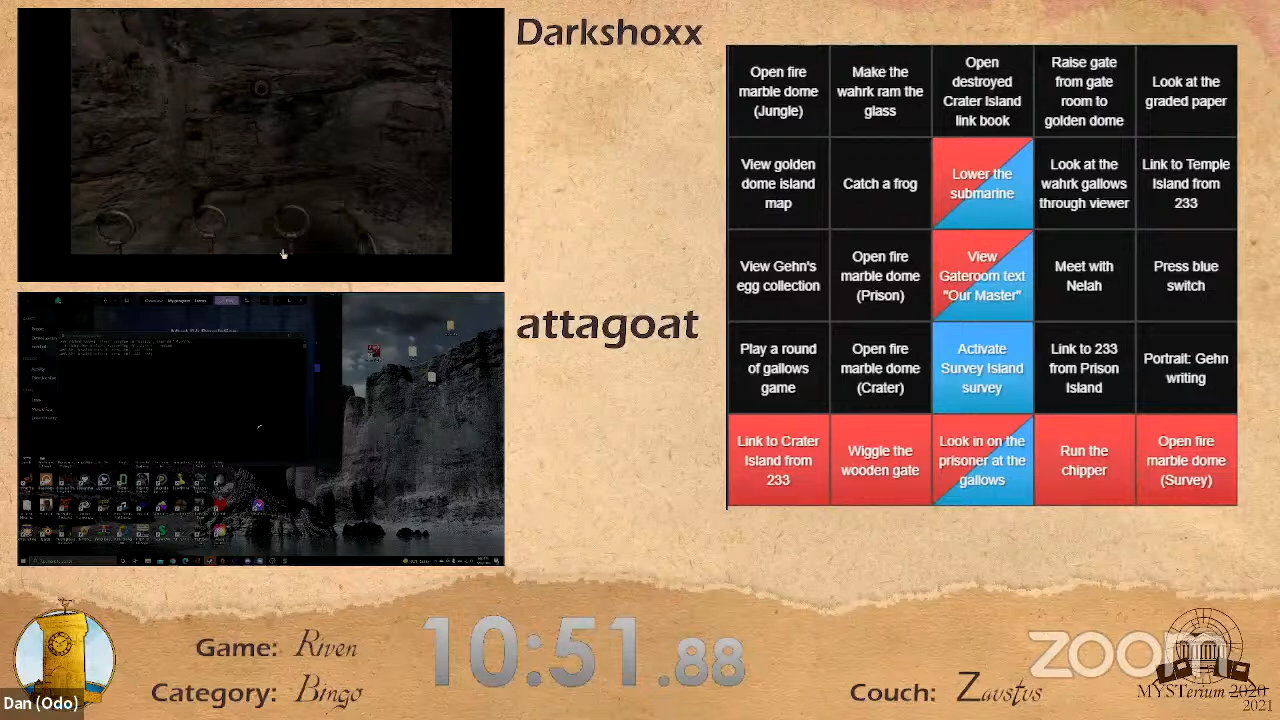 Darkshoxx
attagoat
Open fire
marble dome
(Jungle)
Make the
wahrk ram the
glass
Open
destroyed
Crater Island
link book
Raise gate
from gate
room to
golden dome
Look at the
graded paper
View golden
dome island
map
Catch a frog
Lower the
submarine
Look at the
wahrk gallows
through viewer
Link to Temple
Island from
233
View Gehn's
egg collection
Open fire
marble dome
(Prison)
View
Gateroom text
"Our Master"
Meet with
Nelah
Press blue
switch
Play a round
of gallows
game
Open fire
marble dome
(Crater)
Activate
Survey Island
survey
Link to 233
from Prison
Island
Portrait: Gehn
writing
Link to Crater
Island from
233
Wiggle the
wooden gate
Look in on the
prisoner at the
gallows
Run the
chipper
Open fire
marble dome
(Survey)
Game: Riven
Category: Bingo
10:51.88
Couch: Zaustus
zoom
MYSTerium 2020
2021
Dan (Odo)